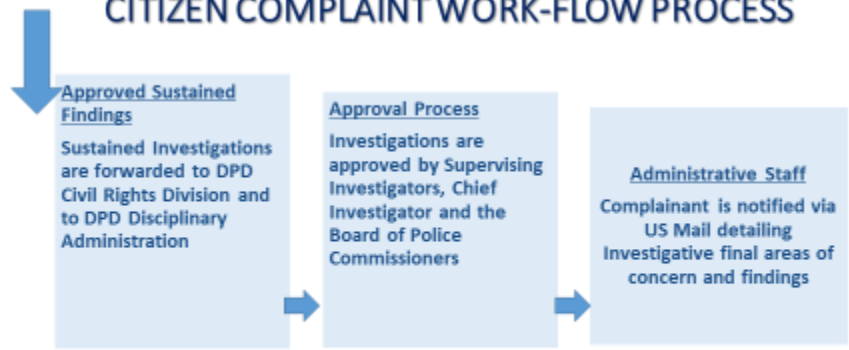 CITIZEN COMPLAINT WORK-FLOW PROCESS
Approved Sustained
Findings
Sustained Investigations
are forwarded to DPD
Civil Rights Division and
to DPD Disciplinary
Administration
Approval Process
Investigations are
approved by Supervising
Investigators, Chief
Investigator and the
Board of Police
Commissioners
Administrative Staff
Complainant is notified via
US Mail detailing
Investigative final areas of
concern and findings